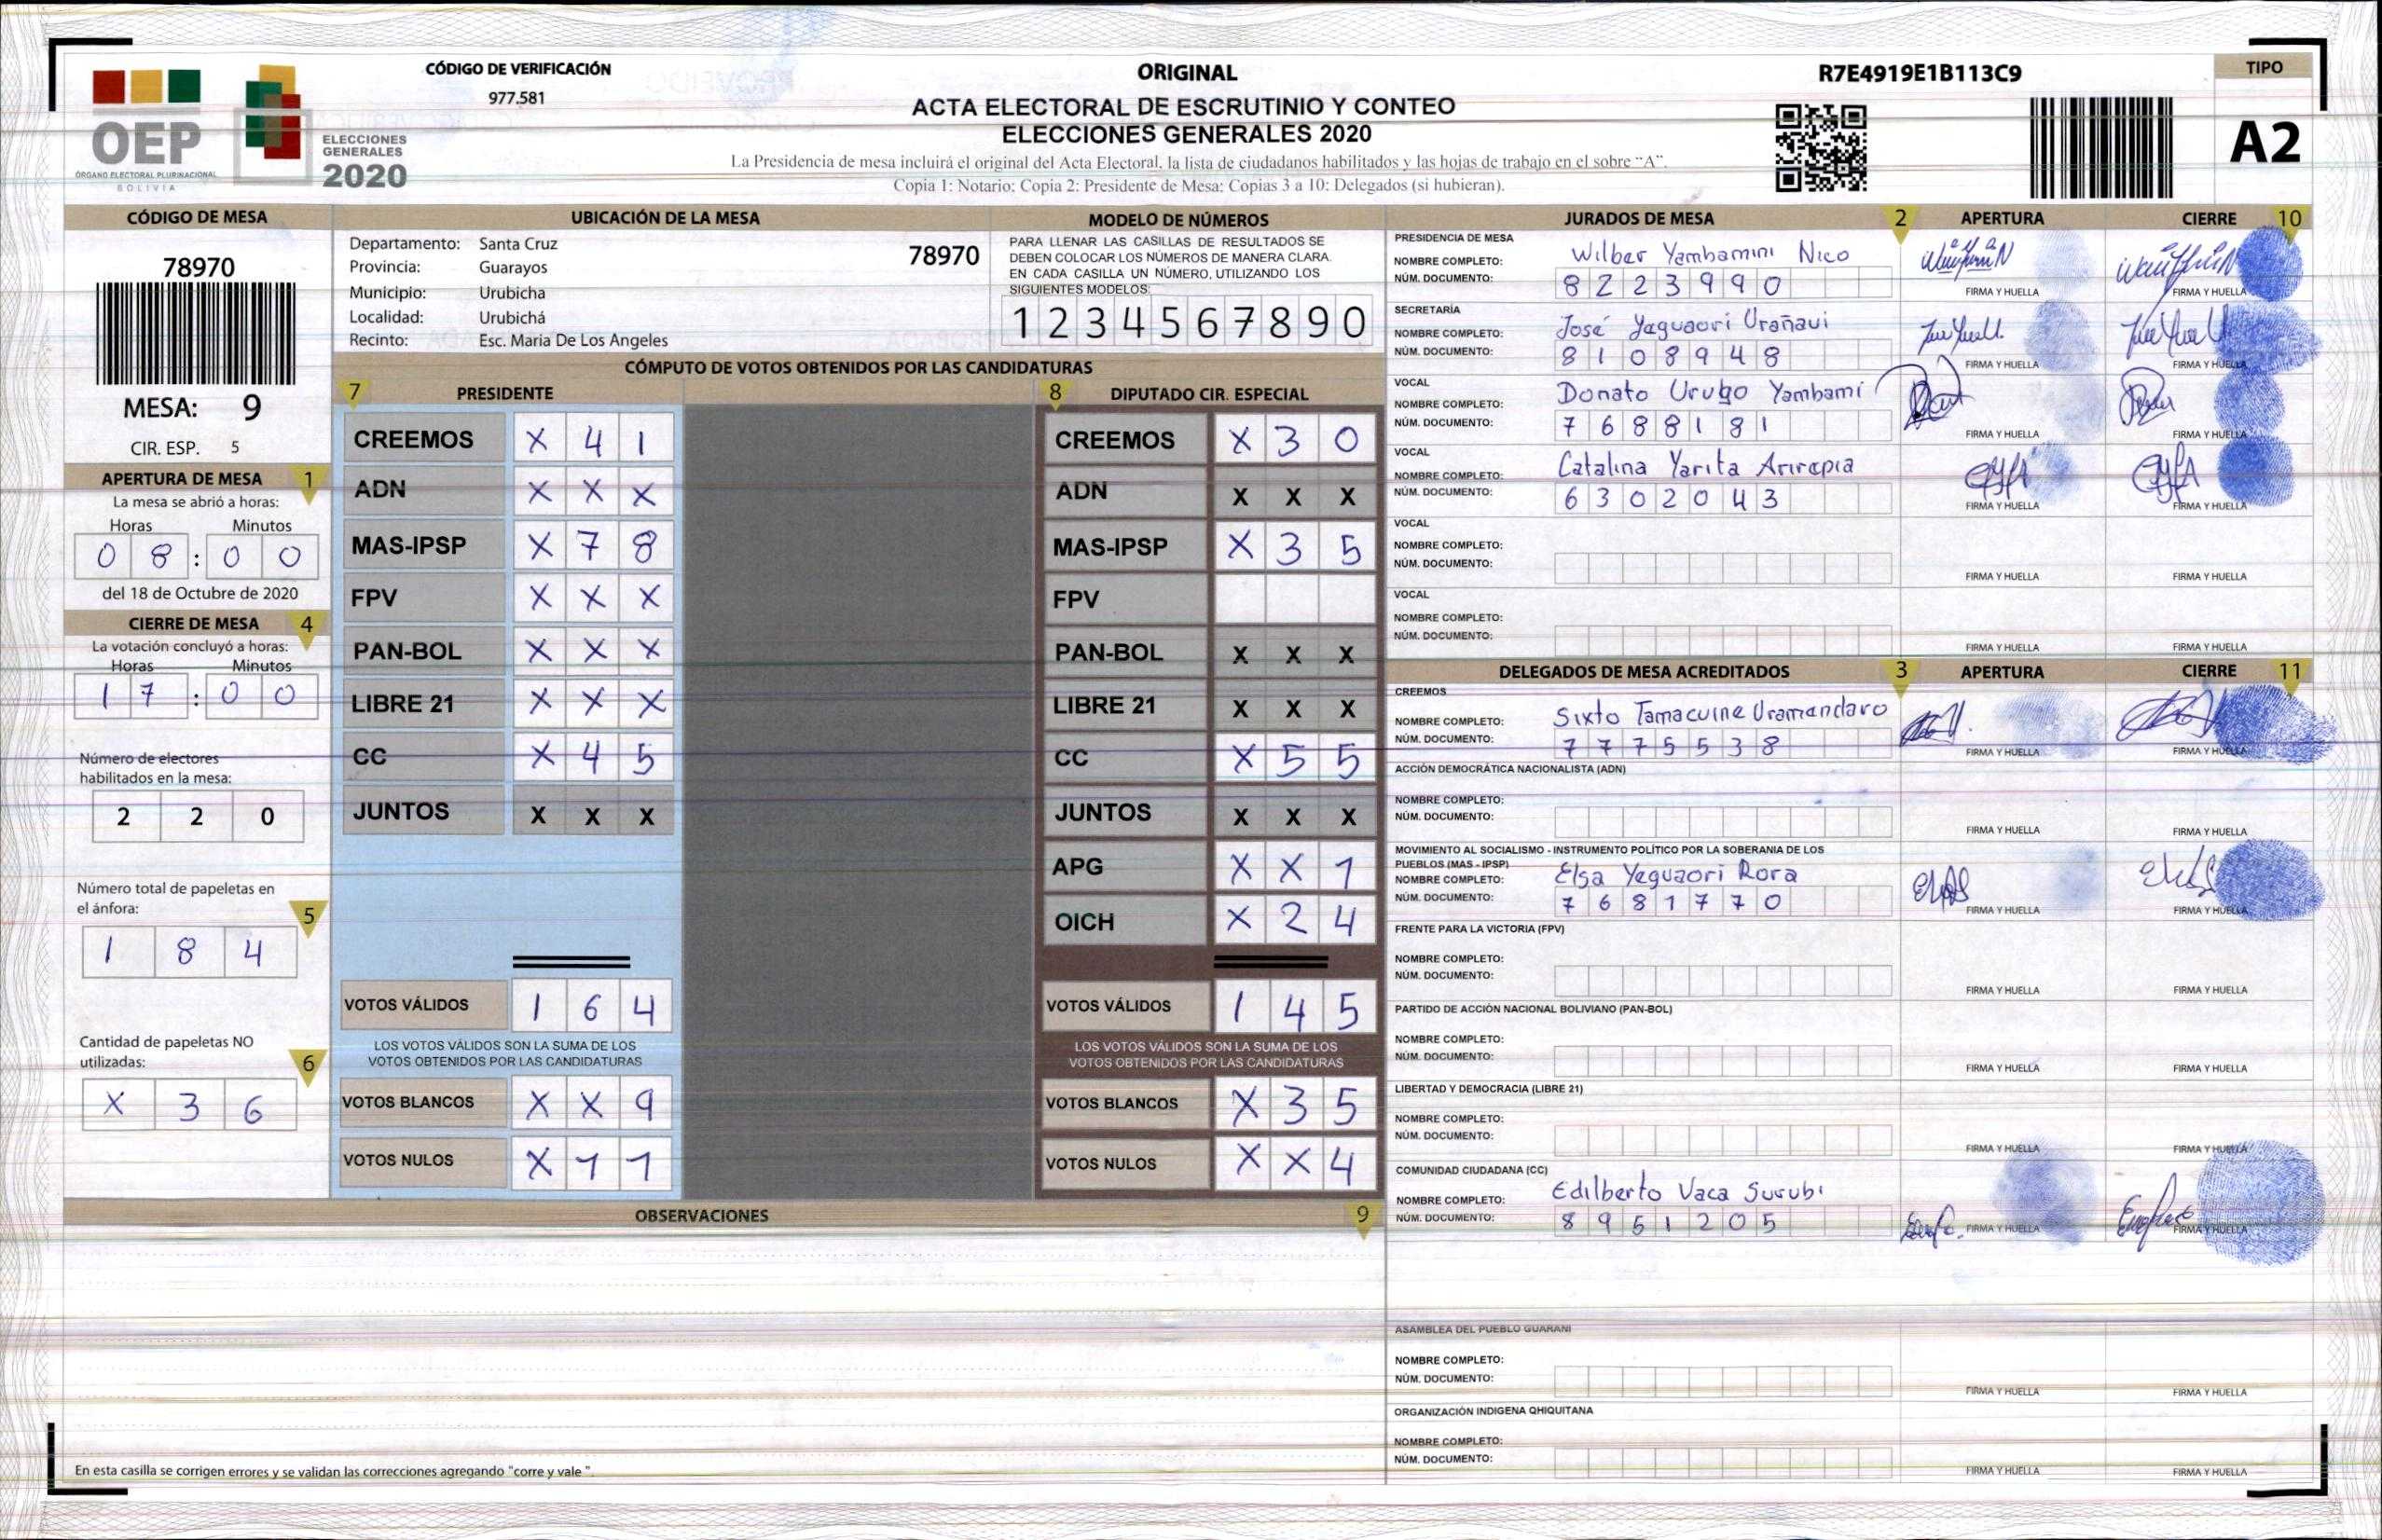 OEP
ÓRGANO ELECTORAL PLURINACIONAL
BOLIVIA
ELECCIONES
GENERALES
2020
CÓDIGO DE VERIFICACIÓN
977.581
ORIGINAL
ACTA ELECTORAL DE ESCRUTINIO Y CONTEO
ELECCIONES GENERALES 2020
La Presidencia de mesa incluirá el original del Acta Electoral, la lista de ciudadanos habilitados y las hojas de trabajo en el sobre "A".
Copia 1: Notario; Copia 2: Presidente de Mesa; Copias 3 a 10: Delegados (si hubieran).
R7E4919E1B113C9
TIPO
A2
CÓDIGO DE MESA
78970
MESA: 9
CIR. ESP. 5
APERTURA DE MESA 1
La mesa se abrió a horas:
Horas Minutos
0 8 : 0 0
del 18 de Octubre de 2020
CIERRE DE MESA 4
La votación concluyó a horas:
Horas Minutos
1 7 : 0 0
Número de electores
habilitados en la mesa:
2 2 0
Número total de papeletas en
el ánfora: 5
1 8 4
Cantidad de papeletas NO
utilizadas: 6
X 3 6
UBICACIÓN DE LA MESA
Departamento: Santa Cruz 78970
Provincia: Guarayos
Municipio: Urubicha
Localidad: Urubichá
Recinto: Esc. Maria De Los Angeles
MODELO DE NÚMEROS
PARA LLENAR LAS CASILLAS DE RESULTADOS SE
DEBEN COLOCAR LOS NÚMEROS DE MANERA CLARA.
EN CADA CASILLA UN NÚMERO, UTILIZANDO LOS
SIGUIENTES MODELOS:
1 2 3 4 5 6 7 8 9 0
CÓMPUTO DE VOTOS OBTENIDOS POR LAS CANDIDATURAS
7 PRESIDENTE
CREEMOS X 4 1
ADN X X X
MAS-IPSP X 7 8
FPV X X X
PAN-BOL X X X
LIBRE 21 X X X
CC X 4 5
JUNTOS X X X
VOTOS VÁLIDOS 1 6 4
LOS VOTOS VÁLIDOS SON LA SUMA DE LOS
VOTOS OBTENIDOS POR LAS CANDIDATURAS
VOTOS BLANCOS X X 9
VOTOS NULOS X 1 1
8 DIPUTADO CIR. ESPECIAL
CREEMOS X 3 0
ADN X X X
MAS-IPSP X 3 5
FPV
PAN-BOL X X X
LIBRE 21 X X X
CC X 5 5
JUNTOS X X X
APG X X 1
OICH X 2 4
VOTOS VÁLIDOS 1 4 5
LOS VOTOS VÁLIDOS SON LA SUMA DE LOS
VOTOS OBTENIDOS POR LAS CANDIDATURAS
VOTOS BLANCOS X 3 5
VOTOS NULOS X X 4
OBSERVACIONES 9
En esta casilla se corrigen errores y se validan las correcciones agregando "corre y vale ".
JURADOS DE MESA 2 APERTURA CIERRE 10
PRESIDENCIA DE MESA
NOMBRE COMPLETO: Wilber Yambamini Nico
NÚM. DOCUMENTO: 8 2 2 3 9 9 0
FIRMA Y HUELLA FIRMA Y HUELLA
SECRETARÍA
NOMBRE COMPLETO: José Yaguaori Urañavi
NÚM. DOCUMENTO: 8 1 0 8 9 4 8
FIRMA Y HUELLA FIRMA Y HUELLA
VOCAL
NOMBRE COMPLETO: Donato Urugo Yambami
NÚM. DOCUMENTO: 7 6 8 8 1 8 1
FIRMA Y HUELLA FIRMA Y HUELLA
VOCAL
NOMBRE COMPLETO: Catalina Yarita Arirapia
NÚM. DOCUMENTO: 6 3 0 2 0 4 3
FIRMA Y HUELLA FIRMA Y HUELLA
VOCAL
NOMBRE COMPLETO:
NÚM. DOCUMENTO:
FIRMA Y HUELLA FIRMA Y HUELLA
VOCAL
NOMBRE COMPLETO:
NÚM. DOCUMENTO:
FIRMA Y HUELLA FIRMA Y HUELLA
DELEGADOS DE MESA ACREDITADOS 3 APERTURA CIERRE 11
CREEMOS
NOMBRE COMPLETO: Sixto Tamacuine Uramandaro
NÚM. DOCUMENTO: 7 7 7 5 5 3 8
FIRMA Y HUELLA FIRMA Y HUELLA
ACCIÓN DEMOCRÁTICA NACIONALISTA (ADN)
NOMBRE COMPLETO:
NÚM. DOCUMENTO:
FIRMA Y HUELLA FIRMA Y HUELLA
MOVIMIENTO AL SOCIALISMO - INSTRUMENTO POLÍTICO POR LA SOBERANIA DE LOS
PUEBLOS (MAS - IPSP)
NOMBRE COMPLETO: Elsa Yeguaori Rora
NÚM. DOCUMENTO: 7 6 8 1 7 7 0
FIRMA Y HUELLA FIRMA Y HUELLA
FRENTE PARA LA VICTORIA (FPV)
NOMBRE COMPLETO:
NÚM. DOCUMENTO:
FIRMA Y HUELLA FIRMA Y HUELLA
PARTIDO DE ACCIÓN NACIONAL BOLIVIANO (PAN-BOL)
NOMBRE COMPLETO:
NÚM. DOCUMENTO:
FIRMA Y HUELLA FIRMA Y HUELLA
LIBERTAD Y DEMOCRACIA (LIBRE 21)
NOMBRE COMPLETO:
NÚM. DOCUMENTO:
FIRMA Y HUELLA FIRMA Y HUELLA
COMUNIDAD CIUDADANA (CC)
NOMBRE COMPLETO: Edilberto Vaca Surubi
NÚM. DOCUMENTO: 8 9 5 1 2 0 5
FIRMA Y HUELLA FIRMA Y HUELLA
ASAMBLEA DEL PUEBLO GUARANI
NOMBRE COMPLETO:
NÚM. DOCUMENTO:
FIRMA Y HUELLA FIRMA Y HUELLA
ORGANIZACIÓN INDIGENA QHIQUITANA
NOMBRE COMPLETO:
NÚM. DOCUMENTO:
FIRMA Y HUELLA FIRMA Y HUELLA